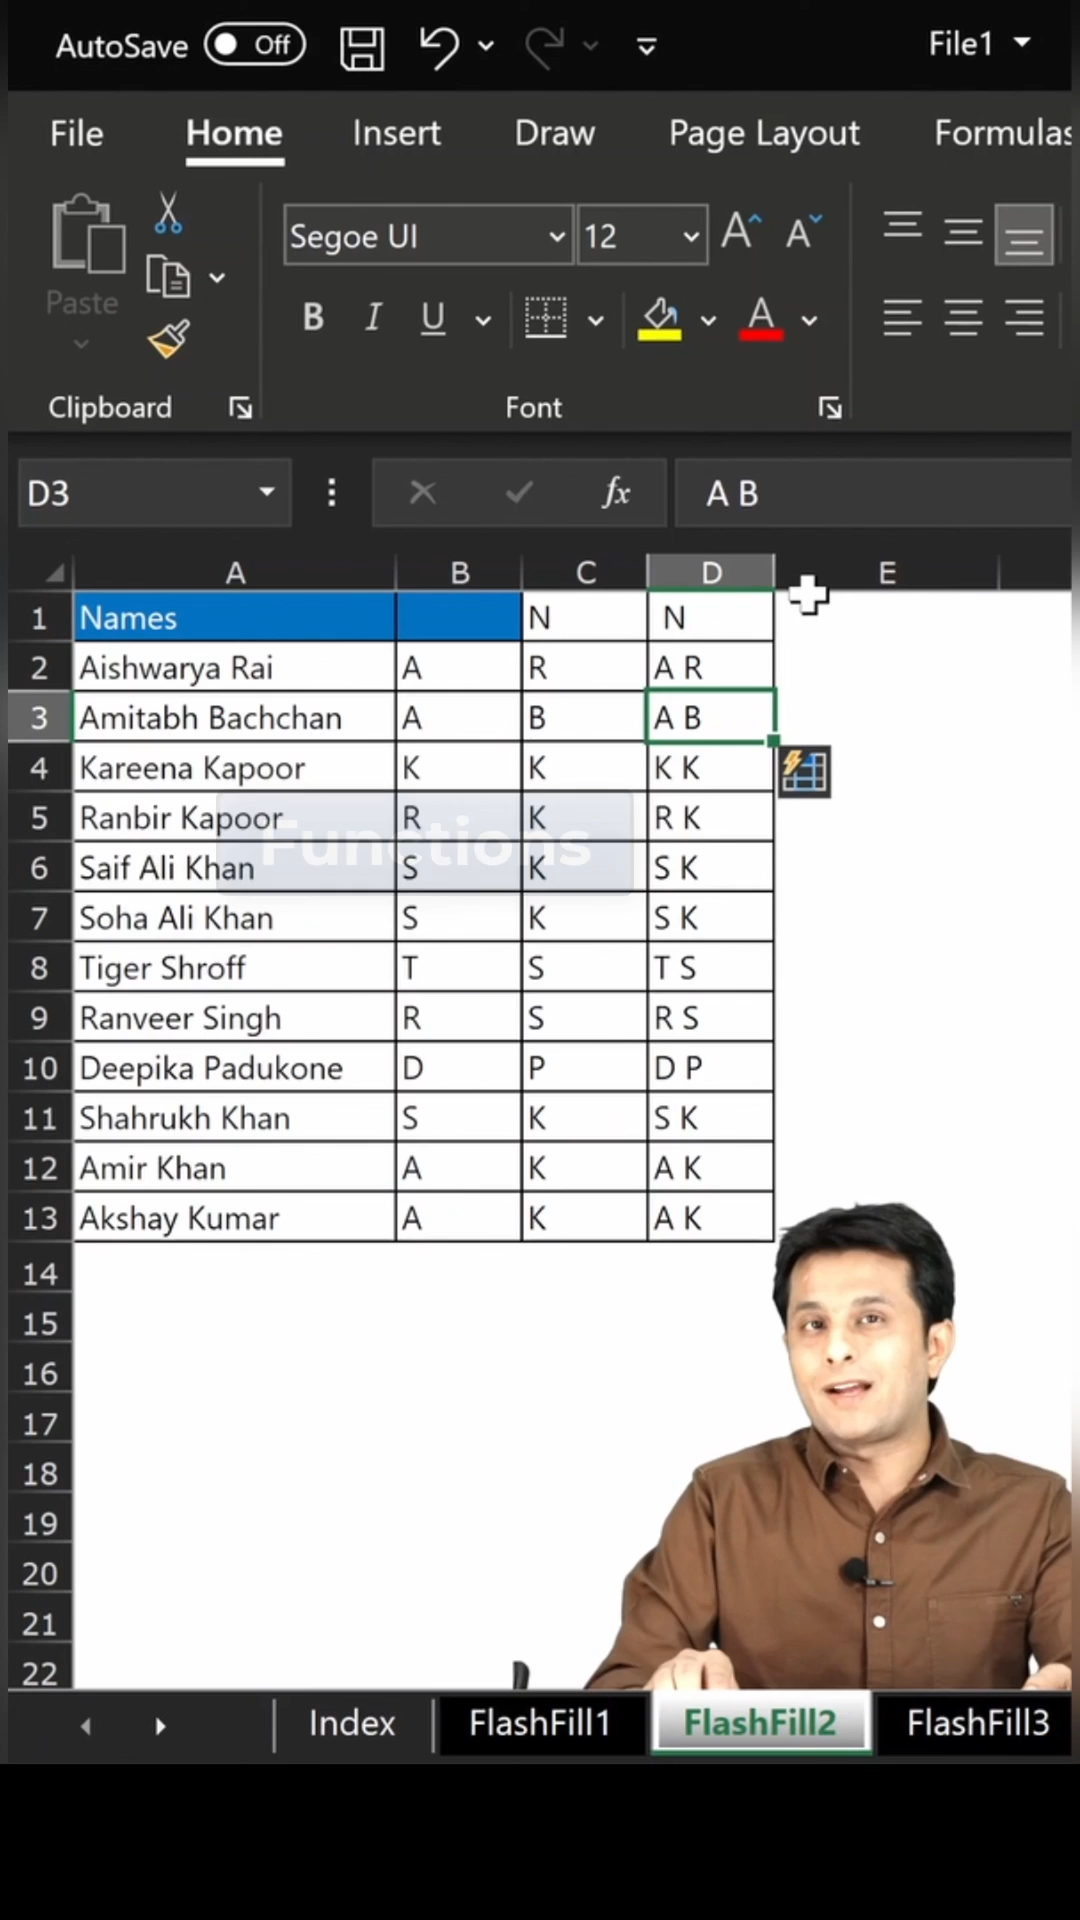 AutoSave Off File1
File Home Insert Draw Page Layout Formulas
Segoe UI 12
Paste
B I U A
Clipboard Font
D3 fx A B
A B C D E
1 Names N N
2 Aishwarya Rai A R A R
3 Amitabh Bachchan A B A B
4 Kareena Kapoor K K K K
5 Ranbir Kapoor R K R K
Functions
6 Saif Ali Khan S K S K
7 Soha Ali Khan S K S K
8 Tiger Shroff T S T S
9 Ranveer Singh R S R S
10 Deepika Padukone D P D P
11 Shahrukh Khan S K S K
12 Amir Khan A K A K
13 Akshay Kumar A K A K
14
15
16
17
18
19
20
21
22
Index FlashFill1 FlashFill2 FlashFill3